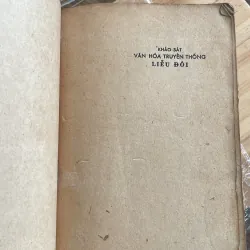 KHẢO SÁT
VĂN HÓA TRUYỀN THỐNG
LIỄU ĐÔI